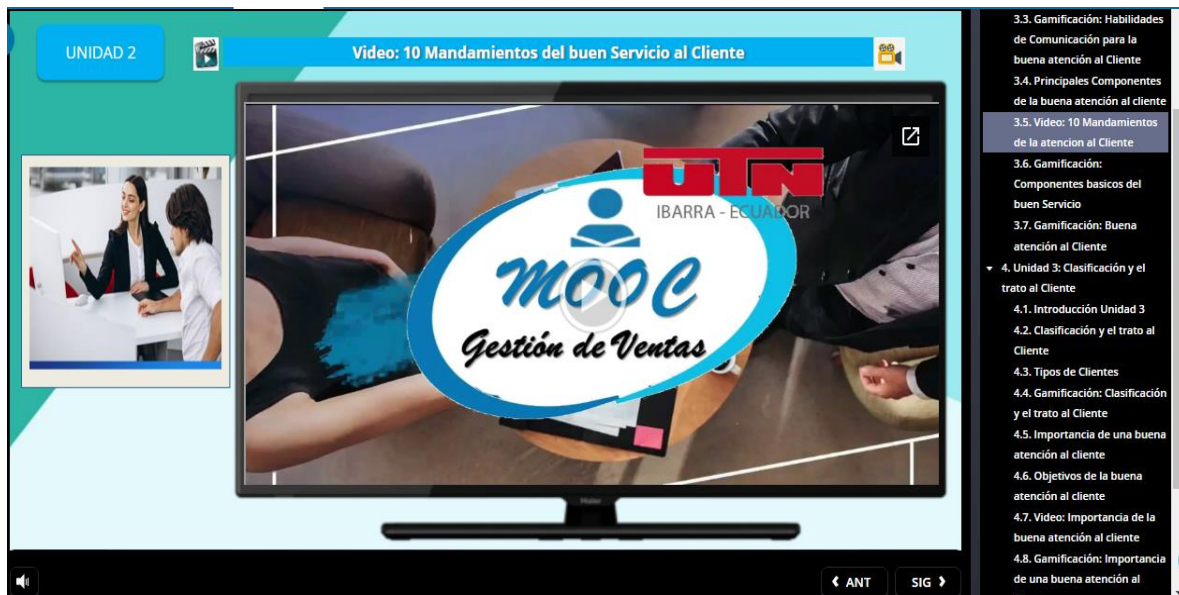 UNIDAD 2
Video: 10 Mandamientos del buen Servicio al Cliente
UTN
IBARRA - ECUADOR
MOOC
Gestión de Ventas
Haier
ANT
SIG
3.3. Gamificación: Habilidades
de Comunicación para la
buena atención al Cliente
3.4. Principales Componentes
de la buena atención al cliente
3.5. Video: 10 Mandamientos
de la atencion al Cliente
3.6. Gamificación:
Componentes basicos del
buen Servicio
3.7. Gamificación: Buena
atención al Cliente
4. Unidad 3: Clasificación y el
trato al Cliente
4.1. Introducción Unidad 3
4.2. Clasificación y el trato al
Cliente
4.3. Tipos de Clientes
4.4. Gamificación: Clasificación
y el trato al Cliente
4.5. Importancia de una buena
atención al cliente
4.6. Objetivos de la buena
atención al cliente
4.7. Video: Importancia de la
buena atención al cliente
4.8. Gamificación: Importancia
de una buena atención al